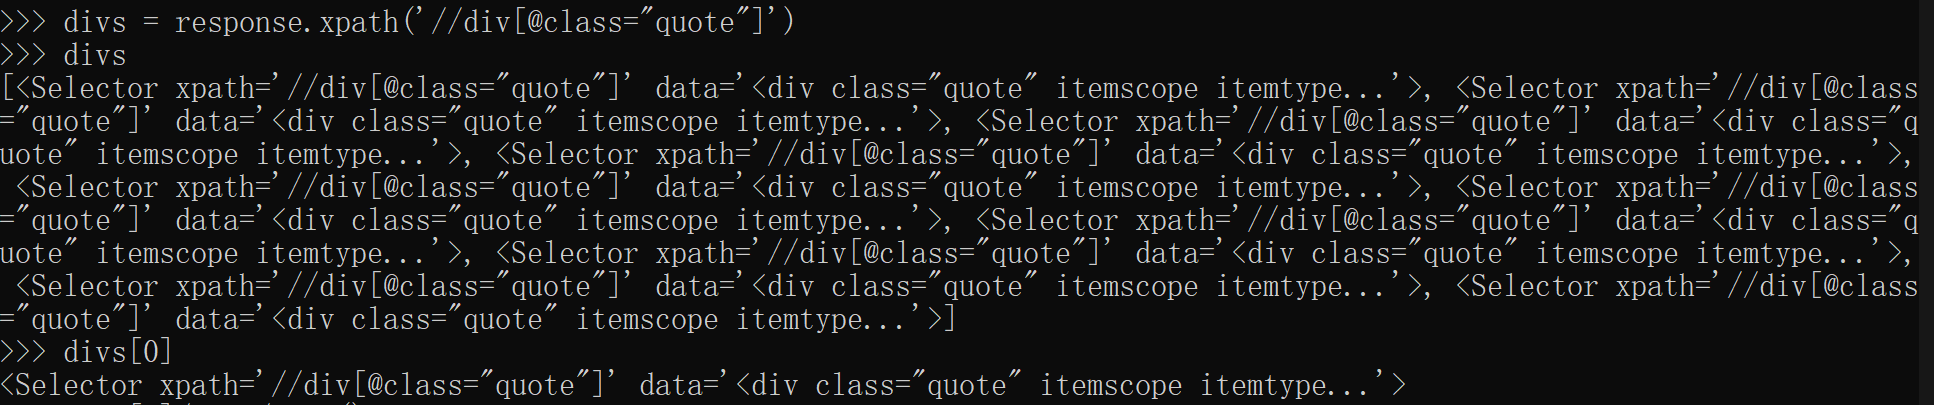 >>> divs = response.xpath('//div[@class="quote"]')
>>> divs
[<Selector xpath='//div[@class="quote"]' data='<div class="quote" itemscope itemtype...'>, <Selector xpath='//div[@class
="quote"]' data='<div class="quote" itemscope itemtype...'>, <Selector xpath='//div[@class="quote"]' data='<div class="q
uote" itemscope itemtype...'>, <Selector xpath='//div[@class="quote"]' data='<div class="quote" itemscope itemtype...'>,
 <Selector xpath='//div[@class="quote"]' data='<div class="quote" itemscope itemtype...'>, <Selector xpath='//div[@class
="quote"]' data='<div class="quote" itemscope itemtype...'>, <Selector xpath='//div[@class="quote"]' data='<div class="q
uote" itemscope itemtype...'>, <Selector xpath='//div[@class="quote"]' data='<div class="quote" itemscope itemtype...'>,
 <Selector xpath='//div[@class="quote"]' data='<div class="quote" itemscope itemtype...'>, <Selector xpath='//div[@class
="quote"]' data='<div class="quote" itemscope itemtype...'>]
>>> divs[0]
<Selector xpath='//div[@class="quote"]' data='<div class="quote" itemscope itemtype...'>